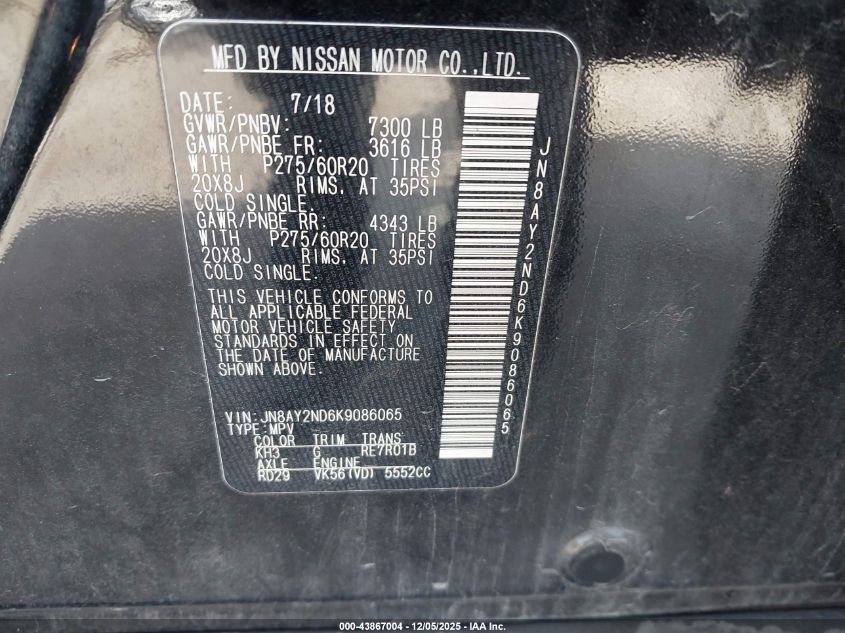 MFD BY NISSAN MOTOR CO.,LTD.
DATE: 7/18
GVWR/PNBV: 7300 LB
GAWR/PNBE FR: 3616 LB
WITH P275/60R20 TIRES
20X8J RIMS. AT 35PSI
COLD SINGLE.
GAWR/PNBE RR: 4343 LB
WITH P275/60R20 TIRES
20X8J RIMS. AT 35PSI
COLD SINGLE.
THIS VEHICLE CONFORMS TO
ALL APPLICABLE FEDERAL
MOTOR VEHICLE SAFETY
STANDARDS IN EFFECT ON
THE DATE OF MANUFACTURE
SHOWN ABOVE.
VIN: JN8AY2ND6K9086065
TYPE: MPV
COLOR TRIM TRANS
KH3 G RE7R01B
AXLE ENGINE
RD29 VK56(VD) 5552CC
JN8AY2ND6K9086065
000-43867004 - 12/05/2025 - IAA Inc.